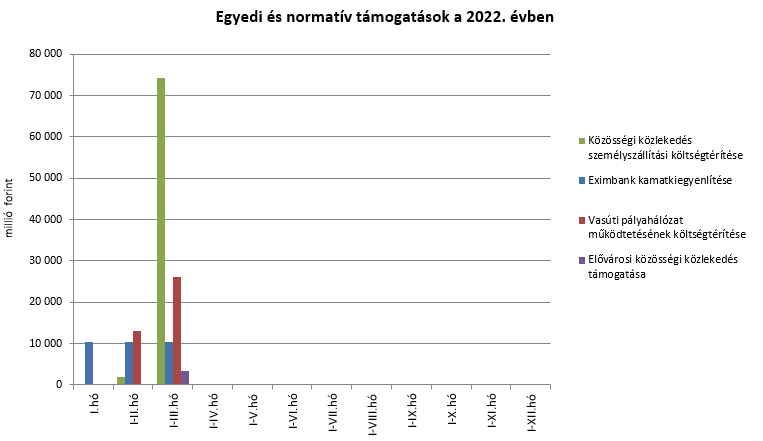 Egyedi és normatív támogatások a 2022. évben
millió forint
80 000
70 000
60 000
50 000
40 000
30 000
20 000
10 000
0
I.hó
I-II.hó
I-III.hó
I-IV.hó
I-V.hó
I-VI.hó
I-VII.hó
I-VIII.hó
I-IX.hó
I-X.hó
I-XI.hó
I-XII.hó
Közösségi közlekedés
személyszállítási költségtérítése
Eximbank kamatkiegyenlítése
Vasúti pályahálózat
működtetésének költségtérítése
Elővárosi közösségi közlekedés
támogatása